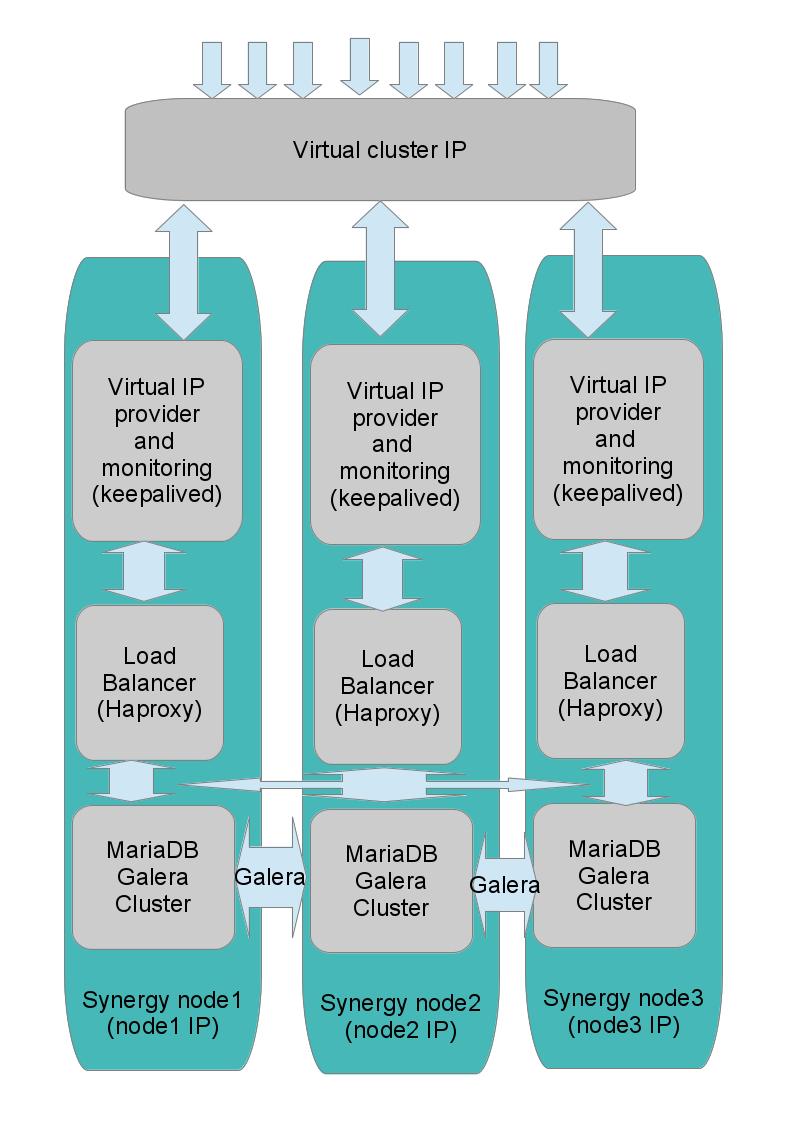 Virtual cluster IP
Virtual IP
provider
and
monitoring
(keepalived)
Virtual IP
provider
and
monitoring
(keepalived)
Virtual IP
provider
and
monitoring
(keepalived)
Load
Balancer
(Haproxy)
Load
Balancer
(Haproxy)
Load
Balancer
(Haproxy)
MariaDB
Galera
Cluster
Galera
MariaDB
Galera
Cluster
Galera
MariaDB
Galera
Cluster
Synergy node1
(node1 IP)
Synergy node2
(node2 IP)
Synergy node3
(node3 IP)